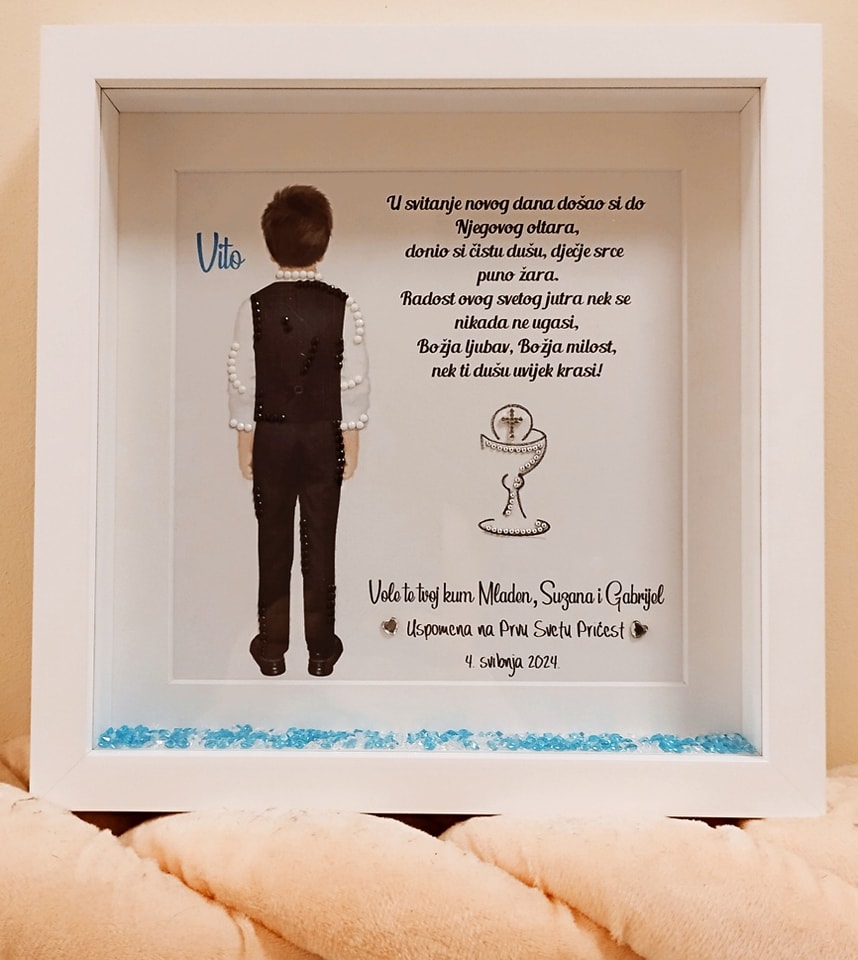 Vito
U svitanje novog dana došao si do
Njegovog oltara,
donio si čistu dušu, dječje srce
puno žara.
Radost ovog svetog jutra nek se
nikada ne ugasi,
Božja ljubav, Božja milost,
nek ti dušu uvijek krasi!
Vole te tvoj kum Mladen, Suzana i Gabrijel
Uspomena na Prvu Svetu Pričest
4. svibnja 2024.